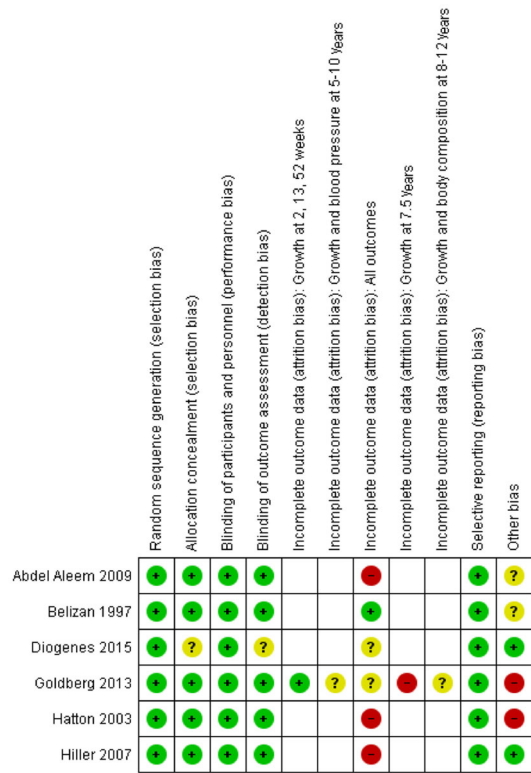 Random sequence generation (selection bias)
Allocation concealment (selection bias)
Blinding of participants and personnel (performance bias)
Blinding of outcome assessment (detection bias)
Incomplete outcome data (attrition bias): Growth at 2, 13, 52 weeks
Incomplete outcome data (attrition bias): Growth and blood pressure at 5-10 Years
Incomplete outcome data (attrition bias): All outcomes
Incomplete outcome data (attrition bias): Growth at 7.5 Years
Incomplete outcome data (attrition bias): Growth and body composition at 8-12 Years
Selective reporting (reporting bias)
Other bias
Abdel Aleem 2009 + + + + - + ?
Belizan 1997 + + + + + + ?
Diogenes 2015 + ? + ? ? + +
Goldberg 2013 + + + + + ? ? - ? + -
Hatton 2003 + + + + - + -
Hiller 2007 + + + + - + +